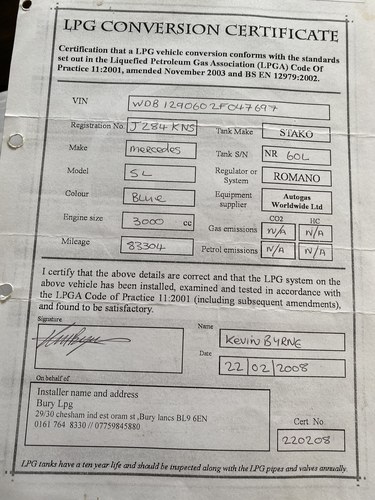 LPG CONVERSION CERTIFICATE
Certification that a LPG vehicle conversion conforms with the standards
set out in the Liquefied Petroleum Gas Association (LPGA) Code Of
Practice 11:2001, amended November 2003 and BS EN 12979:2002.
VIN WDB1290602F047697
Registration No. J284 KNS Tank Make STAKO
Make mercedes Tank S/N NR 60L
Model SL Regulator or System ROMANO
Colour BLUE Equipment supplier Autogas Worldwide Ltd
CO2 HC
Engine size 3000 cc Gas emissions N/A N/A
Mileage 83304 Petrol emissions N/A N/A
I certify that the above details are correct and that the LPG system on the
above vehicle has been installed, examined and tested in accordance with
the LPGA Code of Practice 11:2001 (including subsequent amendments),
and found to be satisfactory.
Signature
Name KEVIN BYRNE
Date 22/02/2008
On behalf of
Installer name and address
Bury Lpg
29/30 chesham ind est oram st ,Bury lancs BL9 6EN
0161 764 8330 // 07759845880
Cert. No.
220208
LPG tanks have a ten year life and should be inspected along with the LPG pipes and valves annually.